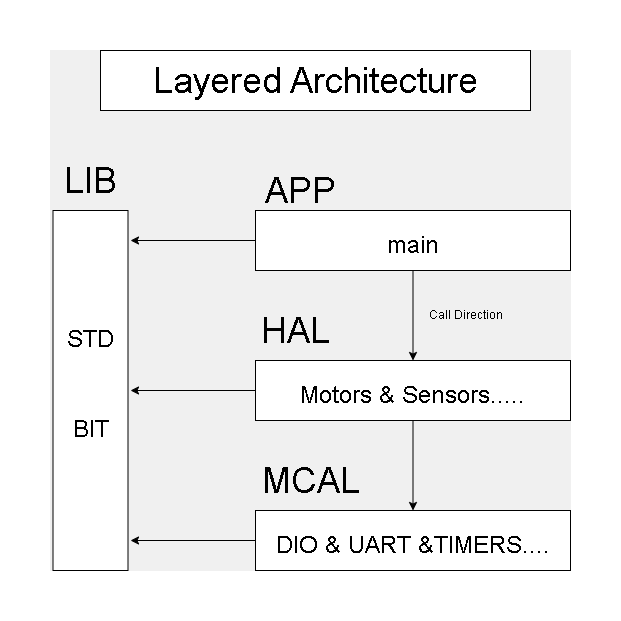 Layered Architecture
LIB
APP
main
Call Direction
STD
HAL
Motors & Sensors.....
BIT
MCAL
DIO & UART &TIMERS....